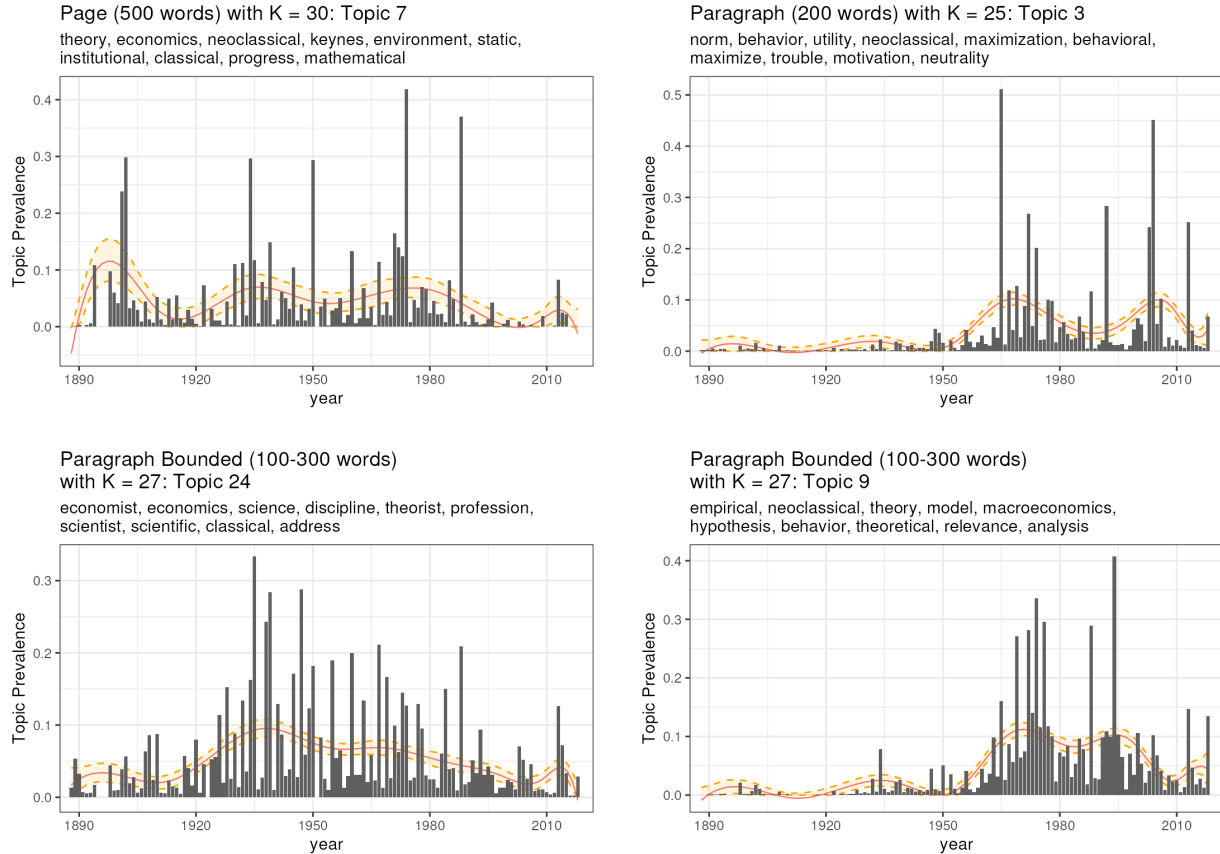 Page (500 words) with K = 30: Topic 7
theory, economics, neoclassical, keynes, environment, static,
institutional, classical, progress, mathematical
0.4
0.3
0.2
0.1
0.0
Topic Prevalence
1890
1920
1950
1980
2010
year
Paragraph (200 words) with K = 25: Topic 3
norm, behavior, utility, neoclassical, maximization, behavioral,
maximize, trouble, motivation, neutrality
0.5
0.4
0.3
0.2
0.1
0.0
Topic Prevalence
1890
1920
1950
1980
2010
year
Paragraph Bounded (100-300 words)
with K = 27: Topic 24
economist, economics, science, discipline, theorist, profession,
scientist, scientific, classical, address
0.3
0.2
0.1
0.0
Topic Prevalence
1890
1920
1950
1980
2010
year
Paragraph Bounded (100-300 words)
with K = 27: Topic 9
empirical, neoclassical, theory, model, macroeconomics,
hypothesis, behavior, theoretical, relevance, analysis
0.4
0.3
0.2
0.1
0.0
Topic Prevalence
1890
1920
1950
1980
2010
year